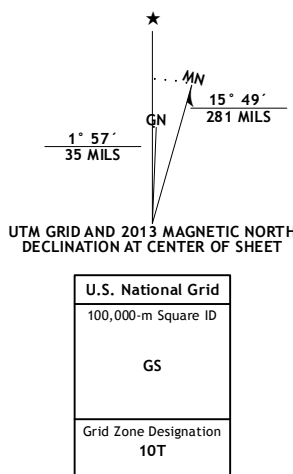 MN
GN
15° 49´
281 MILS
1° 57´
35 MILS
UTM GRID AND 2013 MAGNETIC NORTH
DECLINATION AT CENTER OF SHEET
U.S. National Grid
100,000-m Square ID
GS
Grid Zone Designation
10T